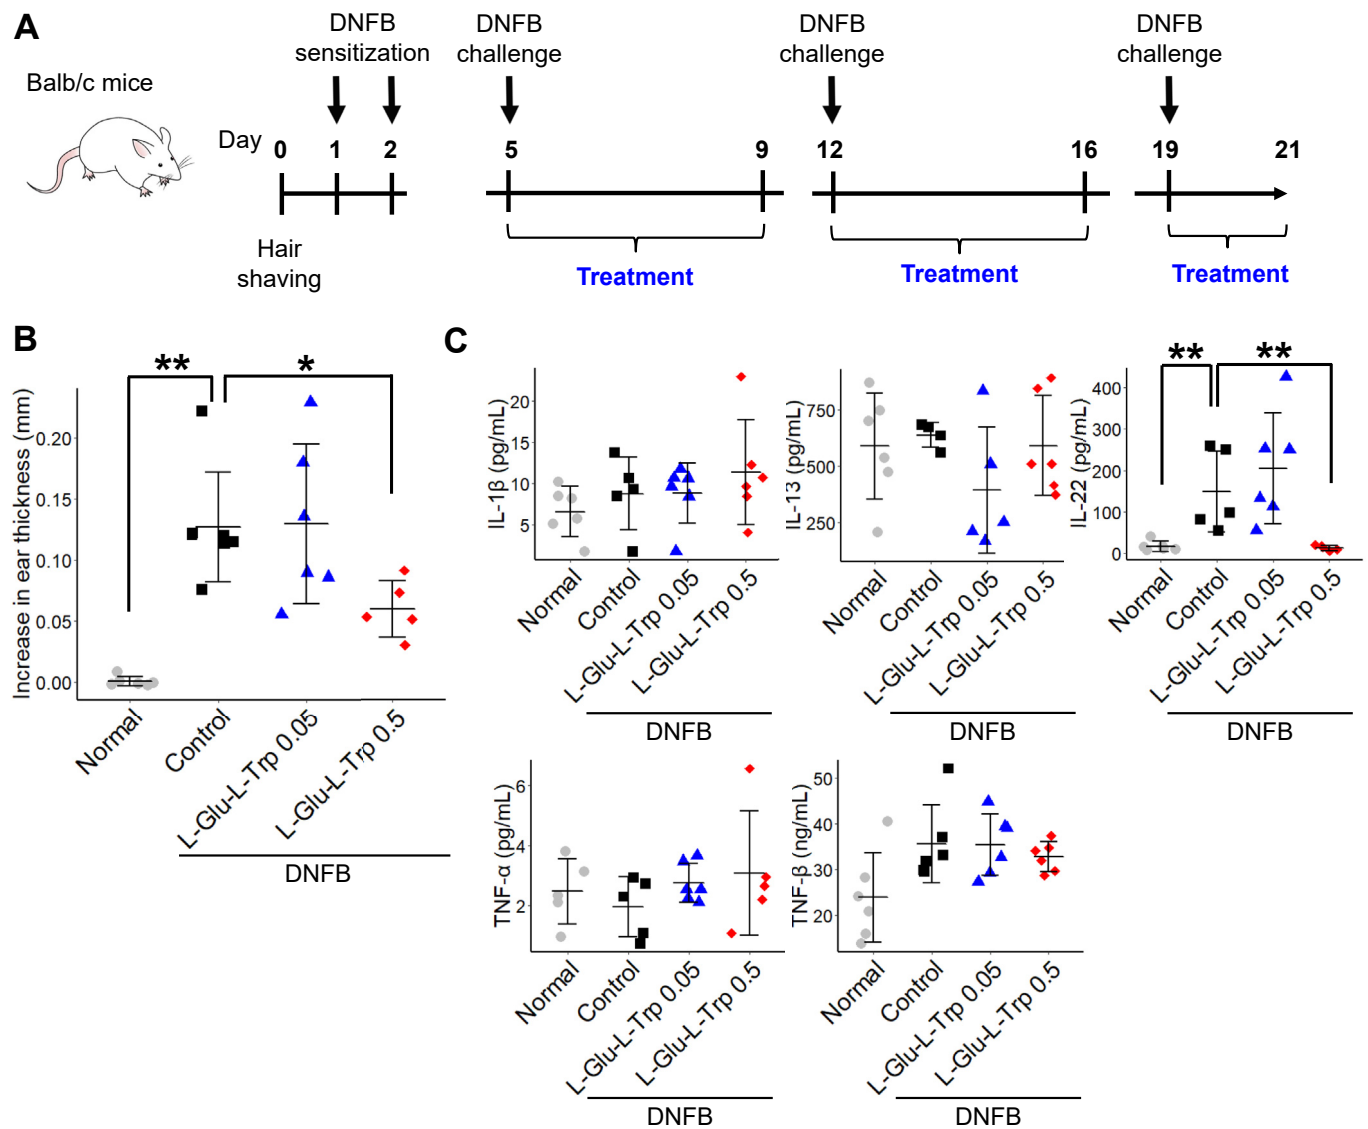 A
DNFB
sensitization
DNFB
challenge
DNFB
challenge
DNFB
challenge
Balb/c mice
Day
0 1 2 5 9 12 16 19 21
Hair
shaving
Treatment
Treatment
Treatment
B
** *
Increase in ear thickness (mm)
0.20
0.15
0.10
0.05
0.00
Normal
Control
L-Glu-L-Trp 0.05
L-Glu-L-Trp 0.5
DNFB
C
IL-1β (pg/mL)
20
15
10
5
Normal
Control
L-Glu-L-Trp 0.05
L-Glu-L-Trp 0.5
DNFB
IL-13 (pg/mL)
750
500
250
Normal
Control
L-Glu-L-Trp 0.05
L-Glu-L-Trp 0.5
DNFB
** **
IL-22 (pg/mL)
400
300
200
100
0
Normal
Control
L-Glu-L-Trp 0.05
L-Glu-L-Trp 0.5
DNFB
TNF-α (pg/mL)
6
4
2
Normal
Control
L-Glu-L-Trp 0.05
L-Glu-L-Trp 0.5
DNFB
TNF-β (ng/mL)
50
40
30
20
Normal
Control
L-Glu-L-Trp 0.05
L-Glu-L-Trp 0.5
DNFB